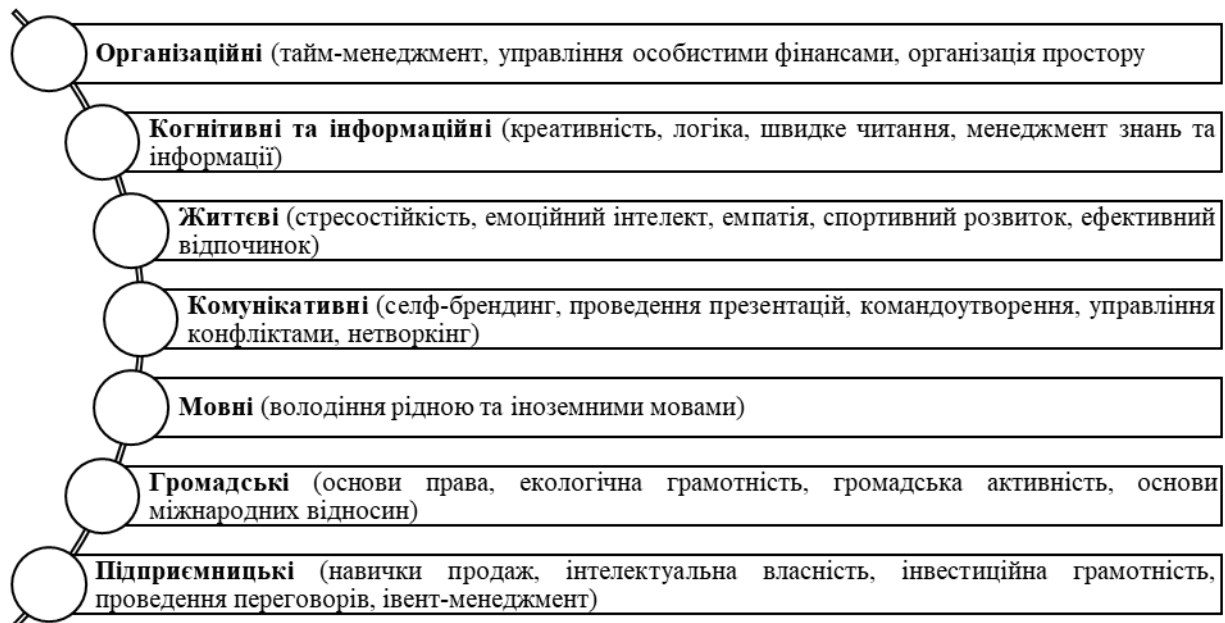 Організаційні (тайм-менеджмент, управління особистими фінансами, організація простору
Когнітивні та інформаційні (креативність, логіка, швидке читання, менеджмент знань та
інформації)
Життєві (стресостійкість, емоційний інтелект, емпатія, спортивний розвиток, ефективний
відпочинок)
Комунікативні (селф-брендинг, проведення презентацій, командоутворення, управління
конфліктами, нетворкінг)
Мовні (володіння рідною та іноземними мовами)
Громадські (основи права, екологічна грамотність, громадська активність, основи
міжнародних відносин)
Підприємницькі (навички продаж, інтелектуальна власність, інвестиційна грамотність,
проведення переговорів, івент-менеджмент)